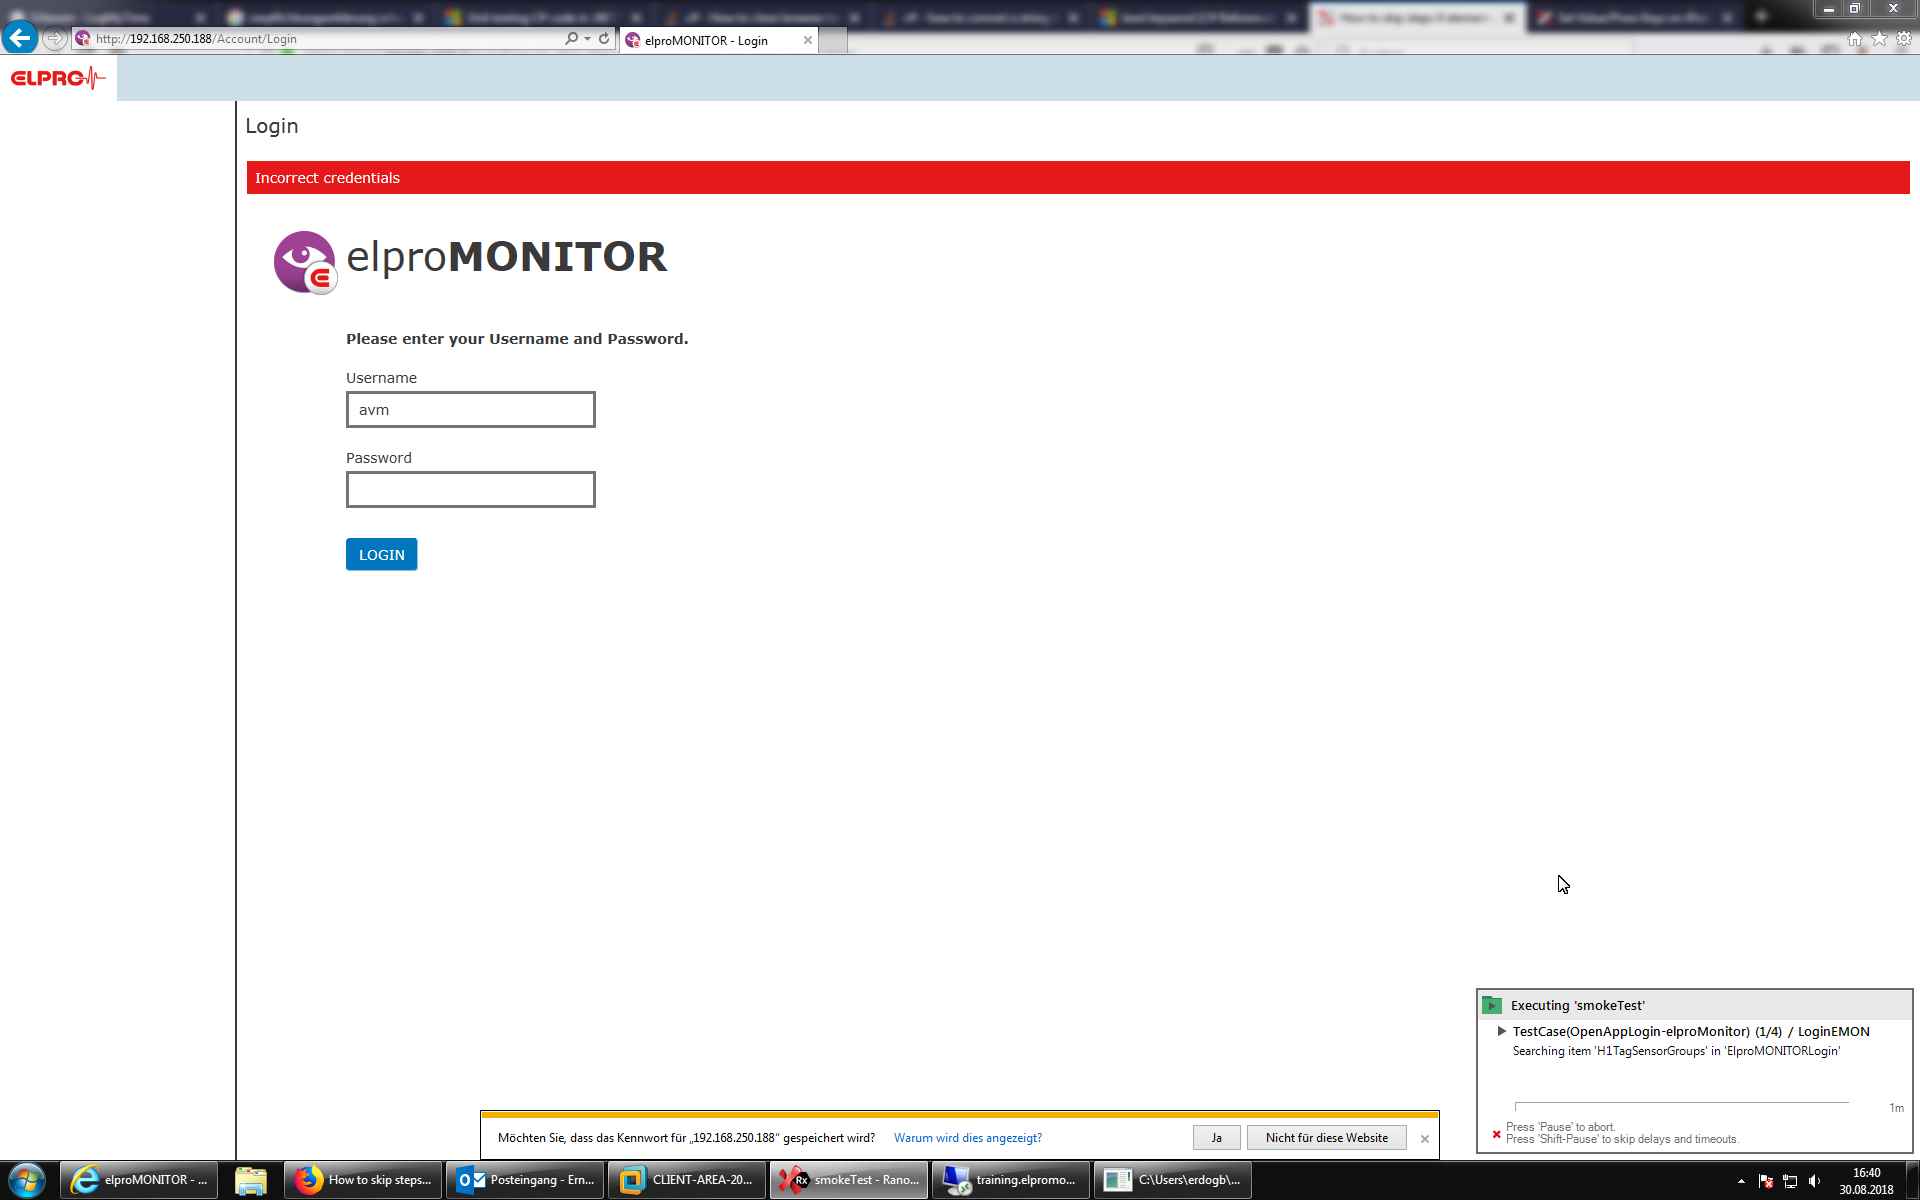 http://192.168.250.188/Account/Login
elproMONITOR - Login
ELPRO
Login
Incorrect credentials
elproMONITOR
Please enter your Username and Password.
Username
avm
Password
LOGIN
Executing 'smokeTest'
TestCase(OpenAppLogin-elproMonitor) (1/4) / LoginEMON
Searching item 'H1TagSensorGroups' in 'ElproMONITORLogin'
1m
Press 'Pause' to abort.
Press 'Shift-Pause' to skip delays and timeouts.
Möchten Sie, dass das Kennwort für „192.168.250.188“ gespeichert wird?
Warum wird dies angezeigt?
Ja
Nicht für diese Website
elproMONITOR - ...
How to skip steps...
Posteingang - Ern...
CLIENT-AREA-20...
Rx
smokeTest - Rano...
training.elpromo...
C:\Users\erdogb\...
16:40
30.08.2018